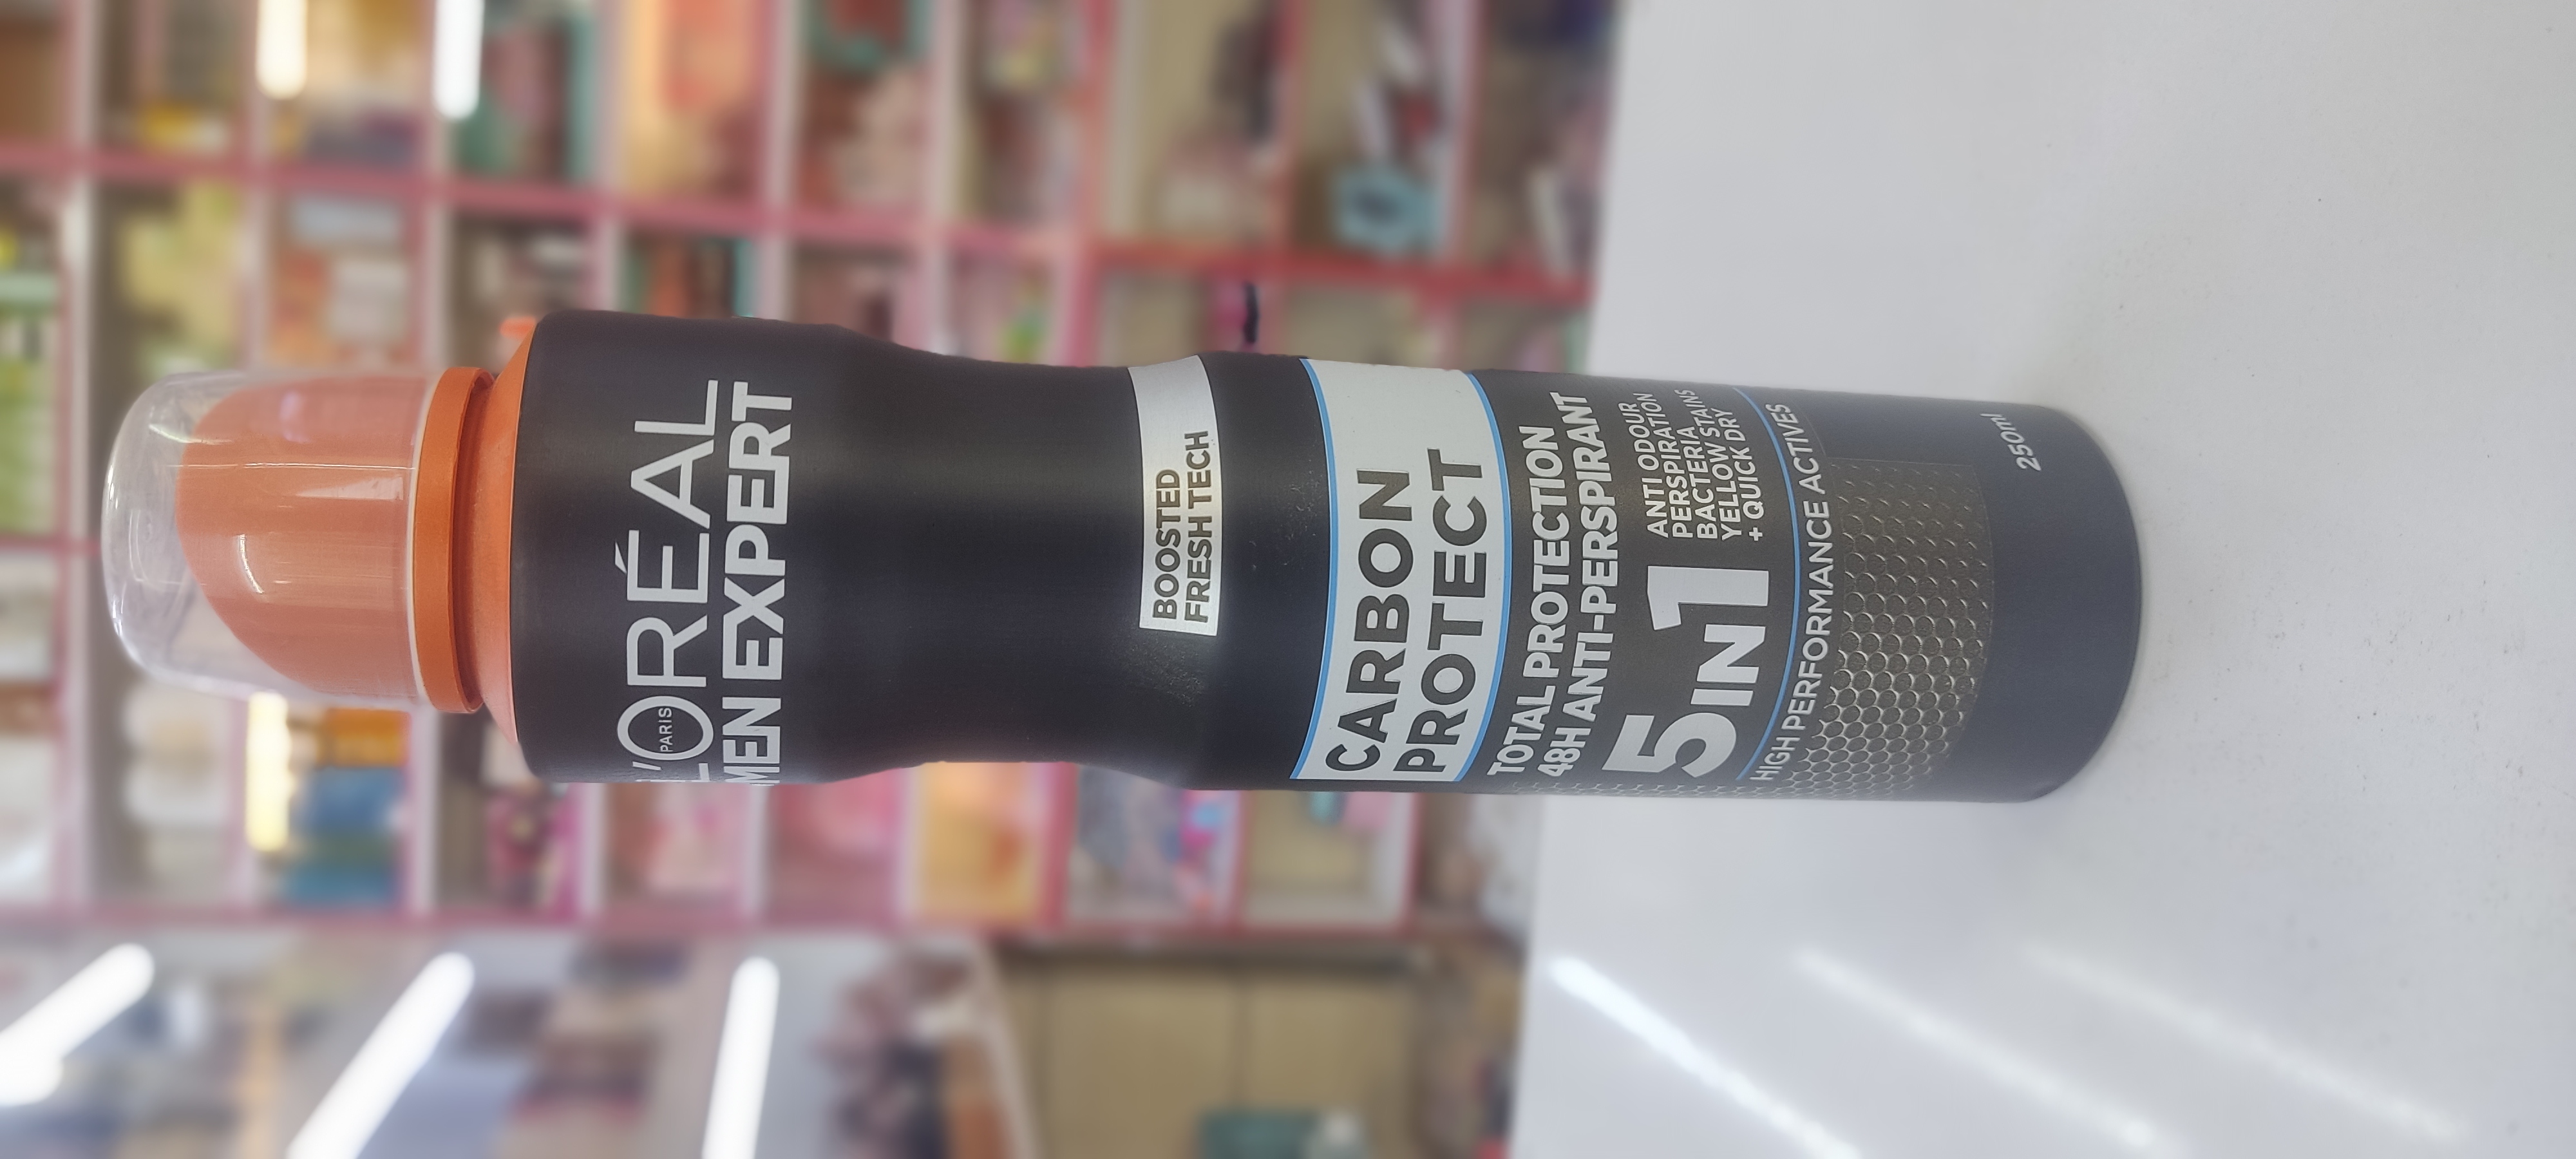 L'ORÉAL
PARIS
MEN EXPERT
BOOSTED
FRESH TECH
CARBON
PROTECT
TOTAL PROTECTION
48H ANTI-PERSPIRANT
5IN1
ANTI ODOUR
PERSPIRATION
BACTERIA
YELLOW STAINS
+ QUICK DRY
HIGH PERFORMANCE ACTIVES
250ml